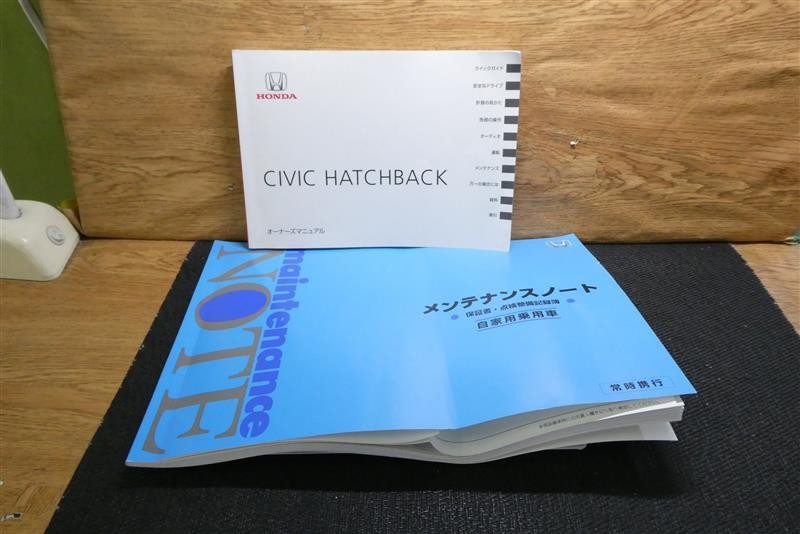 HONDA
CIVIC HATCHBACK
オーナーズマニュアル
クイックガイド
安全なドライブ
計器の見かた
各部の操作
オーディオ
運転
メンテナンス
万一の場合には
資料
索引
maintenance
NOTE
メンテナンスノート
保証書・点検整備記録簿
自家用乗用車
常時携行